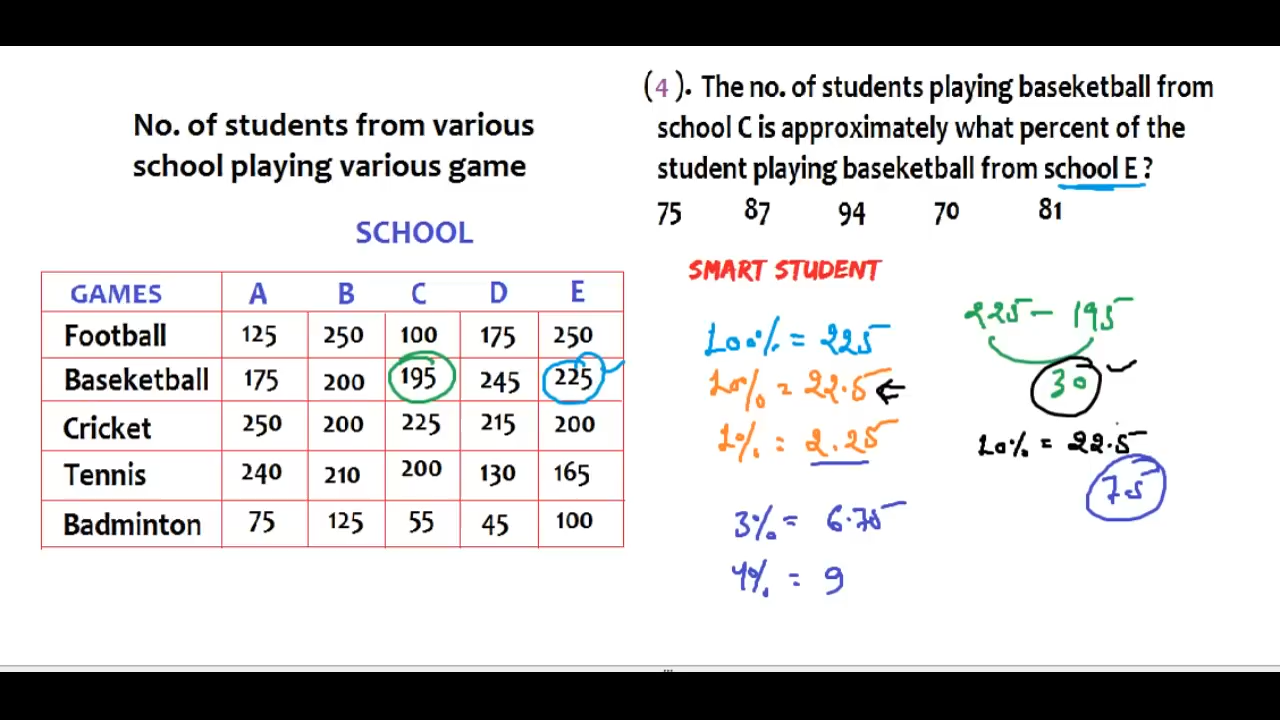 No. of students from various
school playing various game
SCHOOL
GAMES A B C D E
Football 125 250 100 175 250
Baseketball 175 200 195 245 225
Cricket 250 200 225 215 200
Tennis 240 210 200 130 165
Badminton 75 125 55 45 100
(4). The no. of students playing baseketball from
school C is approximately what percent of the
student playing baseketball from school E?
75 87 94 70 81
SMART STUDENT
100% = 225
10% = 22.5
1% = 2.25
3% = 6.75
4% = 9
225 - 195
30
10% = 22.5
7.5